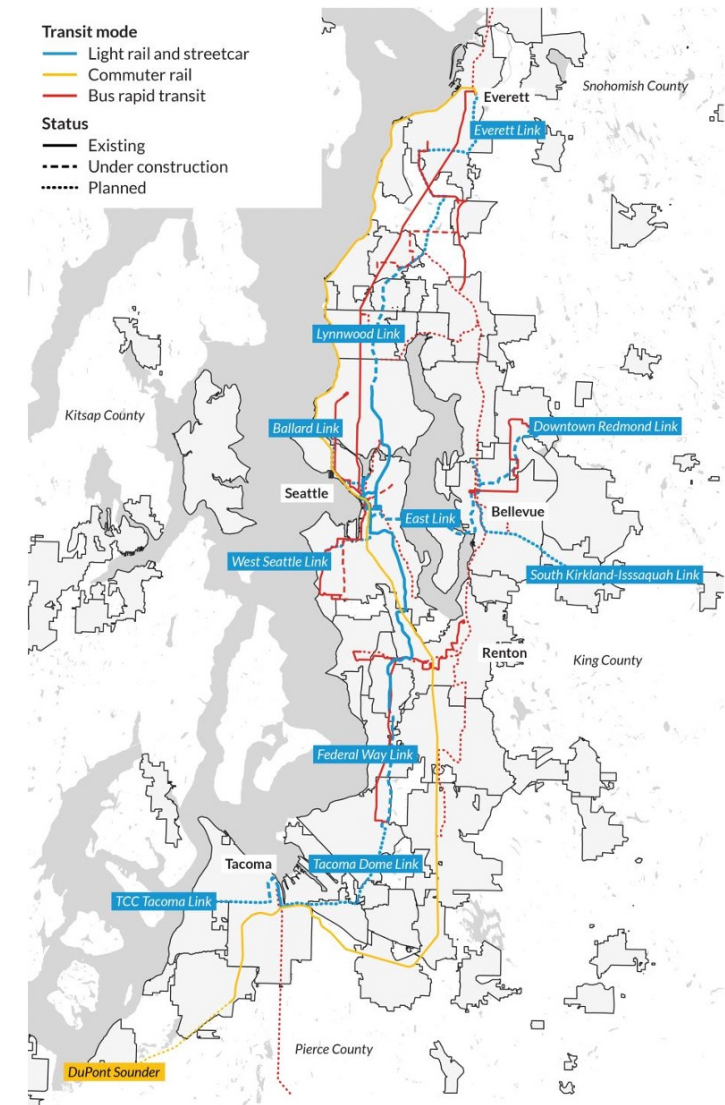 Transit mode
Light rail and streetcar
Commuter rail
Bus rapid transit
Status
Existing
Under construction
Planned
Everett
Snohomish County
Everett Link
Lynnwood Link
Kitsap County
Ballard Link
Downtown Redmond Link
Seattle
East Link
Bellevue
West Seattle Link
South Kirkland-Isssaquah Link
Renton
King County
Federal Way Link
Tacoma
Tacoma Dome Link
TCC Tacoma Link
Pierce County
DuPont Sounder